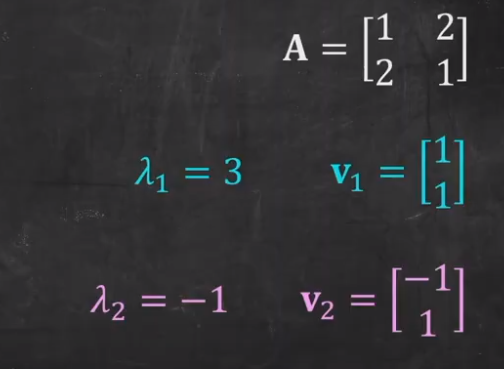 A = [1 2
2 1]
λ₁ = 3 v₁ = [1
1]
λ₂ = −1 v₂ = [−1
1]